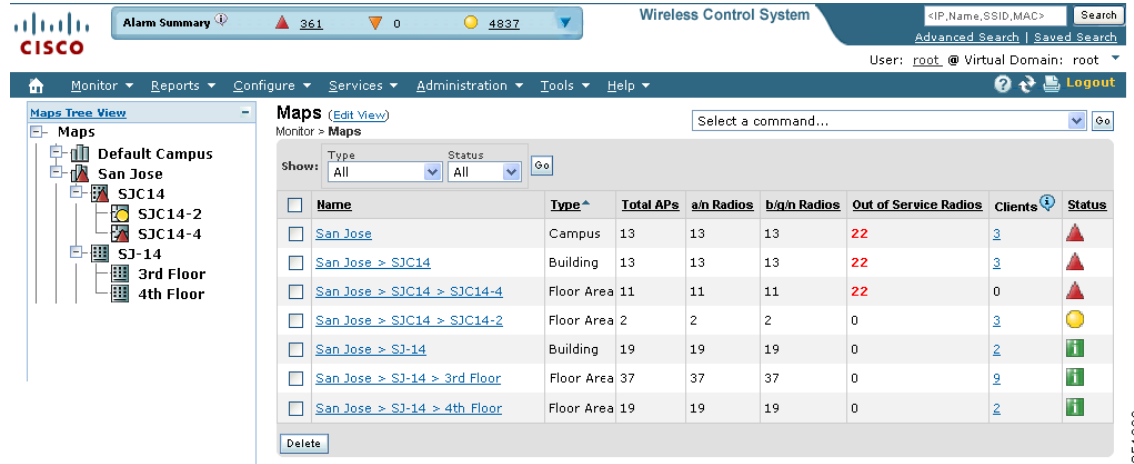 Alarm Summary 361 0 4837
Wireless Control System
<IP,Name,SSID,MAC> Search
Advanced Search | Saved Search
CISCO
User: root @ Virtual Domain: root
Monitor Reports Configure Services Administration Tools Help Logout
Maps Tree View
Maps
Default Campus
San Jose
SJC14
SJC14-2
SJC14-4
SJ-14
3rd Floor
4th Floor
Maps (Edit View)
Monitor > Maps
Select a command... Go
Show: Type All Status All Go
Name Type Total APs a/n Radios b/g/n Radios Out of Service Radios Clients Status
San Jose Campus 13 13 13 22 3
San Jose > SJC14 Building 13 13 13 22 3
San Jose > SJC14 > SJC14-4 Floor Area 11 11 11 22 0
San Jose > SJC14 > SJC14-2 Floor Area 2 2 2 0 3
San Jose > SJ-14 Building 19 19 19 0 2
San Jose > SJ-14 > 3rd Floor Floor Area 37 37 37 0 9
San Jose > SJ-14 > 4th Floor Floor Area 19 19 19 0 2
Delete